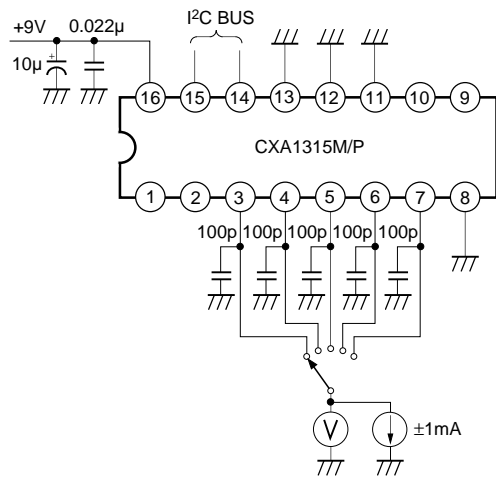 I²C BUS
+9V 0.022μ
10μ +
16 15 14 13 12 11 10 9
CXA1315M/P
1 2 3 4 5 6 7 8
100p 100p 100p 100p 100p
V ±1mA